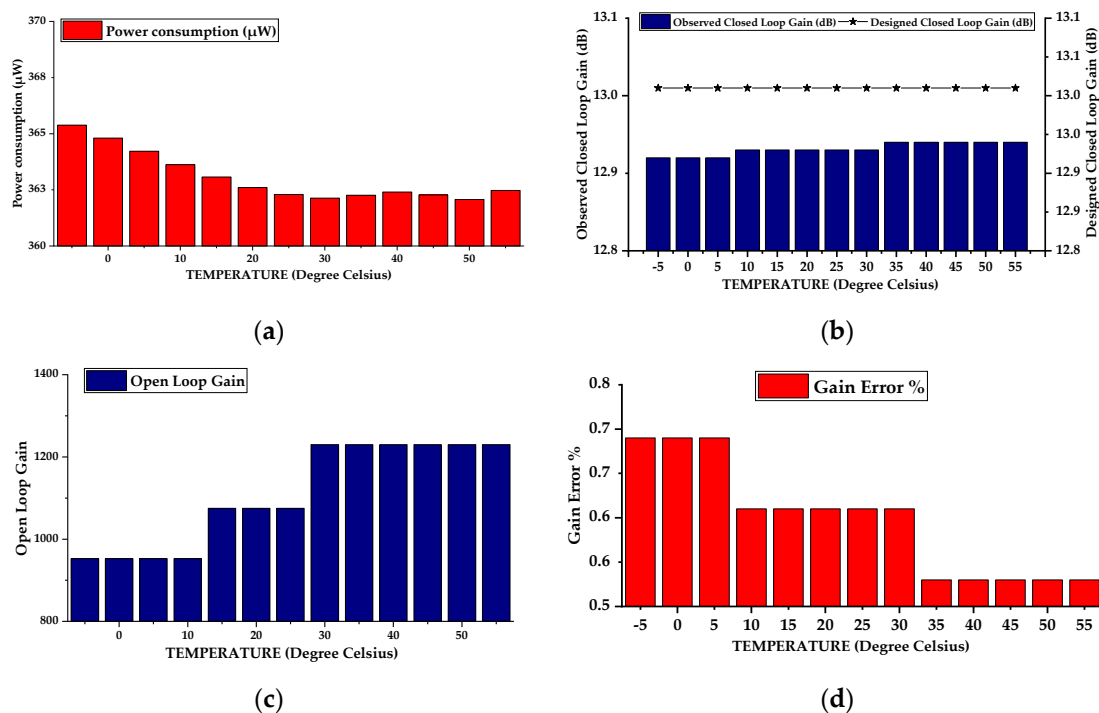 Power consumption (µW)
370
368
365
363
360
Power consumption (µW)
0 10 20 30 40 50
TEMPERATURE (Degree Celsius)
(a)
Observed Closed Loop Gain (dB) Designed Closed Loop Gain (dB)
13.1
13.0
12.9
12.8
Observed Closed Loop Gain (dB)
13.1
13.1
13.0
13.0
12.9
12.9
12.8
Designed Closed Loop Gain (dB)
-5 0 5 10 15 20 25 30 35 40 45 50 55
TEMPERATURE (Degree Celsius)
(b)
Open Loop Gain
1400
1200
1000
800
Open Loop Gain
0 10 20 30 40 50
TEMPERATURE (Degree Celsius)
(c)
Gain Error %
0.8
0.7
0.7
0.6
0.6
0.5
Gain Error %
-5 0 5 10 15 20 25 30 35 40 45 50 55
TEMPERATURE (Degree Celsius)
(d)